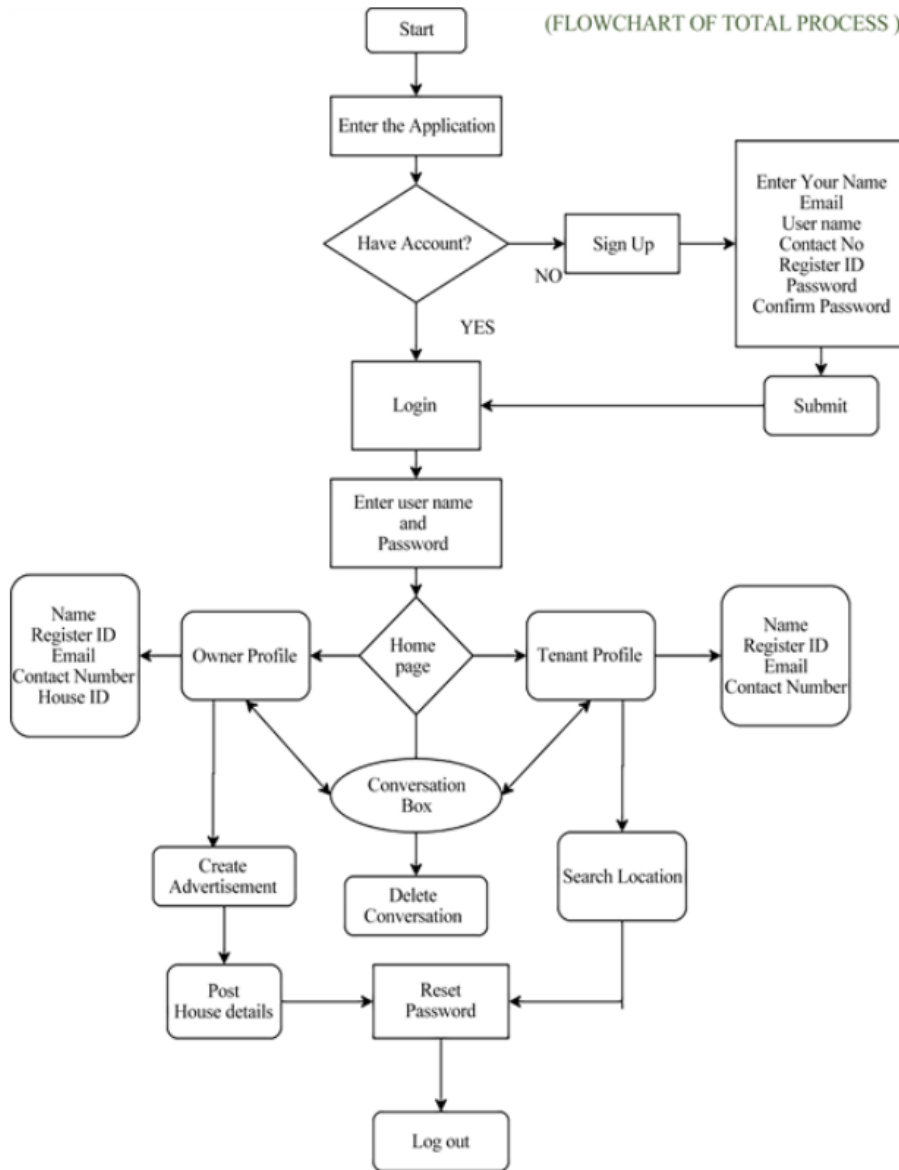 (FLOWCHART OF TOTAL PROCESS )
Start
Enter the Application
Have Account?
NO
Sign Up
Enter Your Name
Email
User name
Contact No
Register ID
Password
Confirm Password
YES
Login
Submit
Enter user name
and
Password
Name
Register ID
Email
Contact Number
House ID
Owner Profile
Home
page
Tenant Profile
Name
Register ID
Email
Contact Number
Conversation
Box
Create
Advertisement
Delete
Conversation
Search Location
Post
House details
Reset
Password
Log out